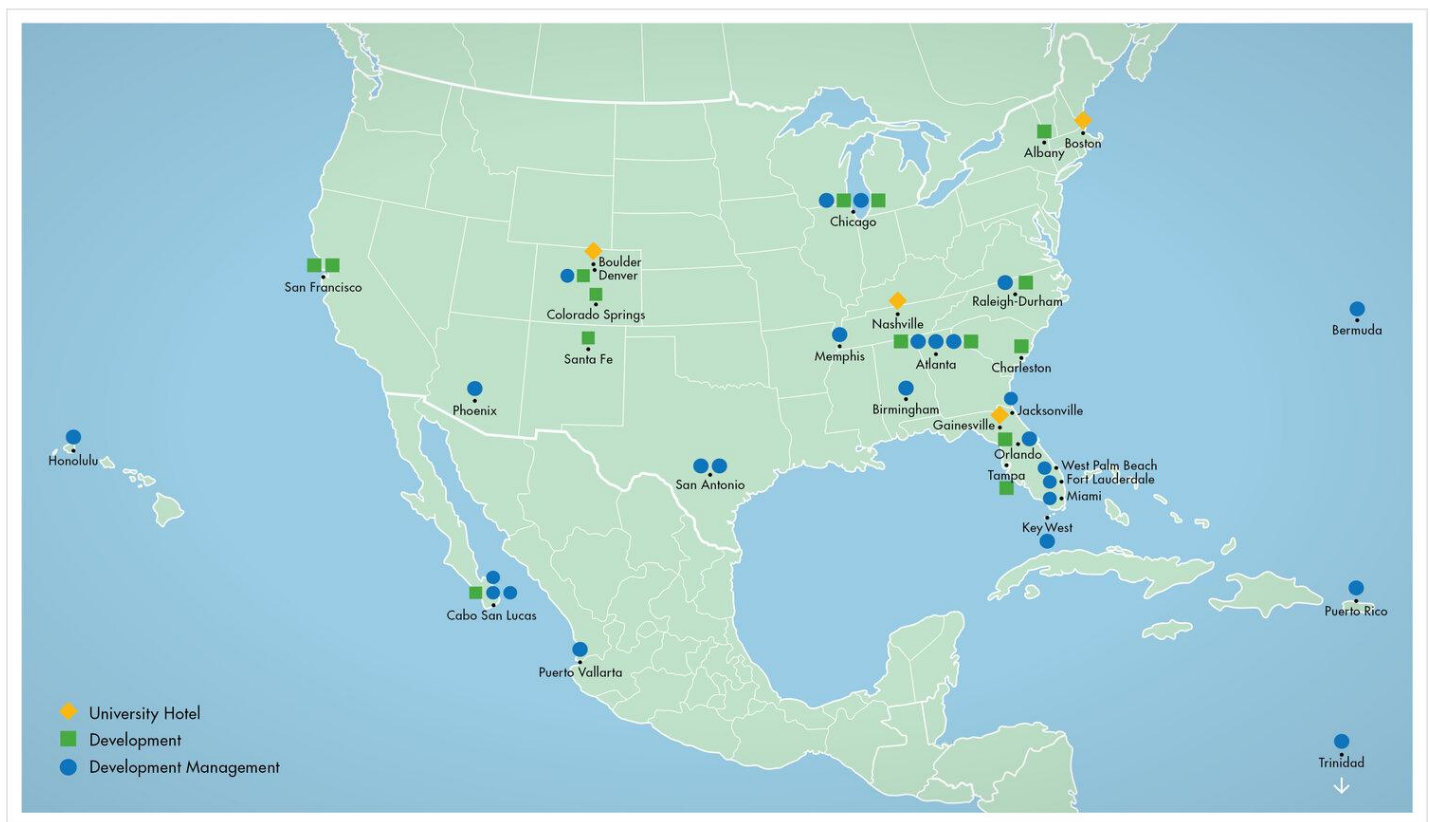 Boston
Albany
Chicago
Boulder
Denver
San Francisco
Raleigh-Durham
Colorado Springs
Nashville
Bermuda
Memphis
Santa Fe
Atlanta
Charleston
Phoenix
Birmingham
Jacksonville
Gainesville
Orlando
Honolulu
West Palm Beach
Tampa
Fort Lauderdale
San Antonio
Miami
Key West
Puerto Rico
Cabo San Lucas
Puerto Vallarta
University Hotel
Development
Trinidad
Development Management